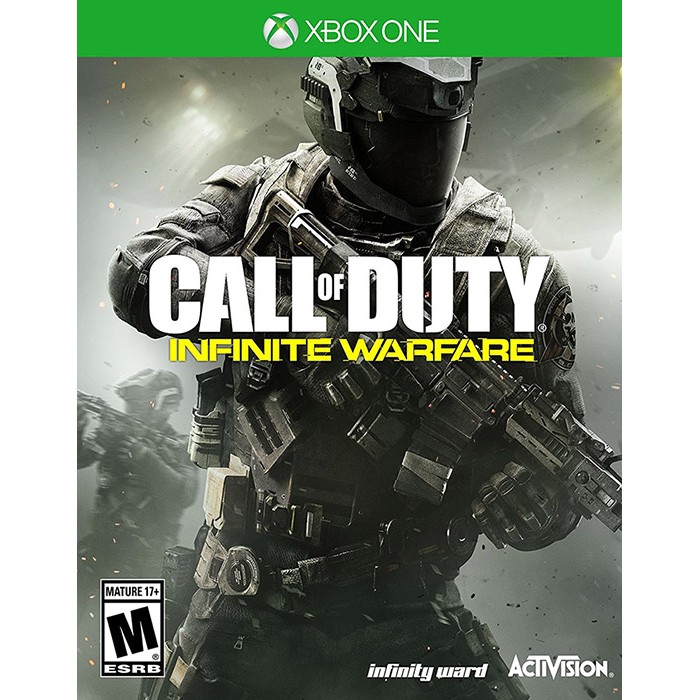 XBOX ONE
CALL OF DUTY®
INFINITE WARFARE
MATURE 17+
M
ESRB
infinity ward
ACTIVISION®